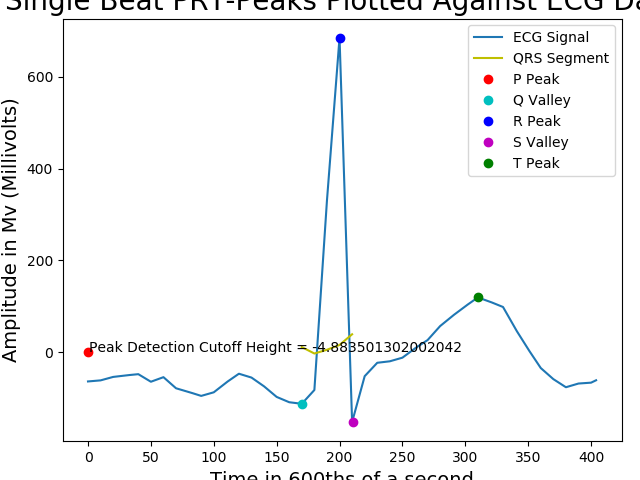 Single Beat PRT-Peaks Plotted Against ECG Da
Amplitude in Mv (Millivolts)
600
400
200
0
ECG Signal
QRS Segment
P Peak
Q Valley
R Peak
S Valley
T Peak
Peak Detection Cutoff Height = -4.883501302002042
0
50
100
150
200
250
300
350
400
Time in 600ths of a second